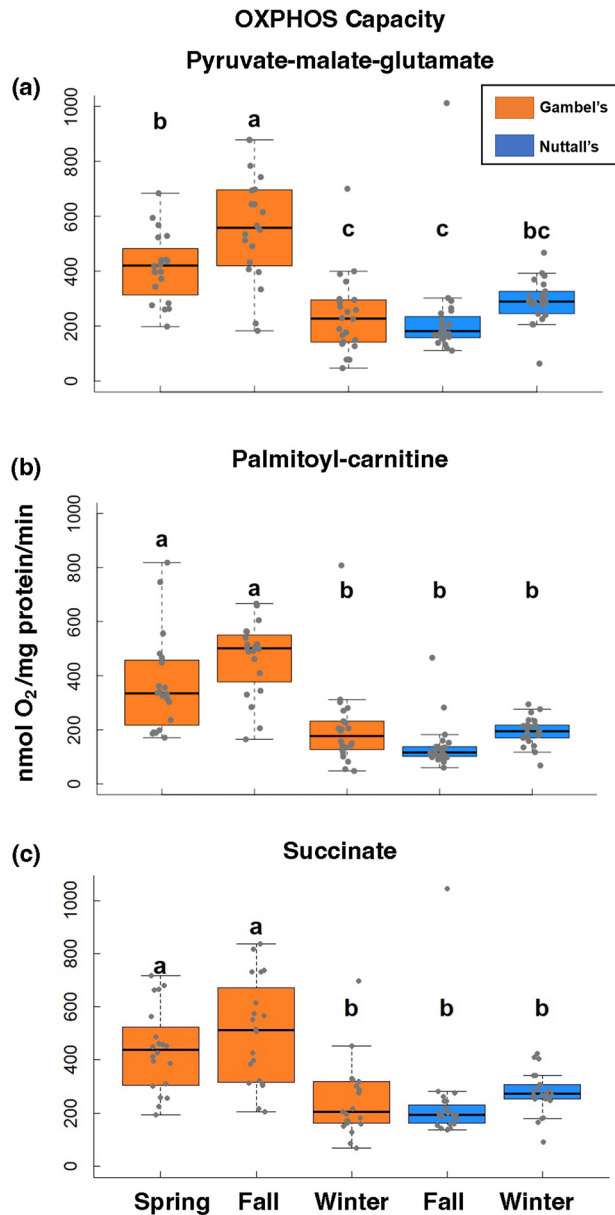 OXPHOS Capacity
Pyruvate-malate-glutamate
(a)
Gambel's
Nuttall's
b
a
c
c
bc
1000
800
600
400
200
0
(b)
Palmitoyl-carnitine
a
a
b
b
b
1000
800
600
400
200
0
nmol O₂/mg protein/min
(c)
Succinate
a
a
b
b
b
1000
800
600
400
200
0
Spring Fall Winter Fall Winter